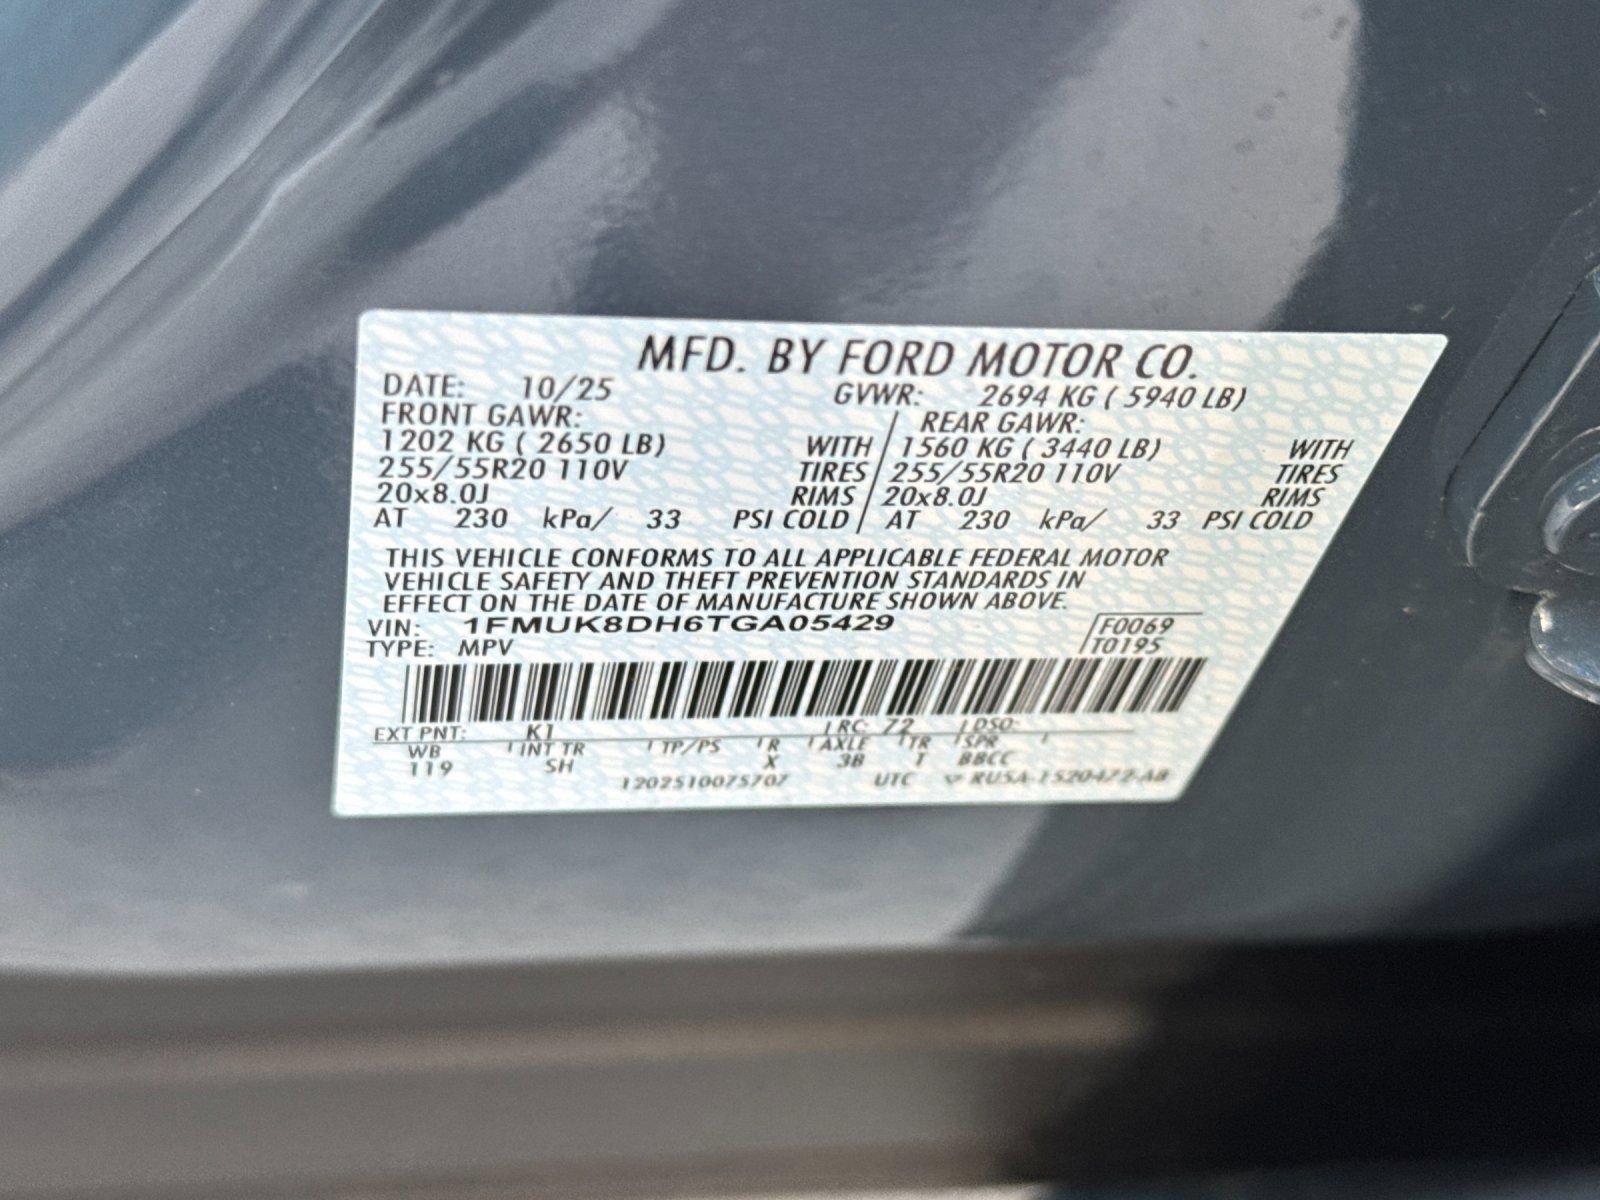 MFD. BY FORD MOTOR CO.
DATE: 10/25 GVWR: 2694 KG ( 5940 LB)
FRONT GAWR: REAR GAWR:
1202 KG ( 2650 LB) WITH / 1560 KG ( 3440 LB) WITH
255/55R20 110V TIRES / 255/55R20 110V TIRES
20x8.0J RIMS / 20x8.0J RIMS
AT 230 kPa/ 33 PSI COLD / AT 230 kPa/ 33 PSI COLD
THIS VEHICLE CONFORMS TO ALL APPLICABLE FEDERAL MOTOR
VEHICLE SAFETY AND THEFT PREVENTION STANDARDS IN
EFFECT ON THE DATE OF MANUFACTURE SHOWN ABOVE.
VIN: 1FMUK8DH6TGA05429 F0069
TYPE: MPV T0195
EXT PNT: K1 RC: 72 DSO:
WB INT TR TP/PS R AXLE TR SPR
119 SH X 3B T BBCC
1202510075707 UTC RU5A-1520472-AB